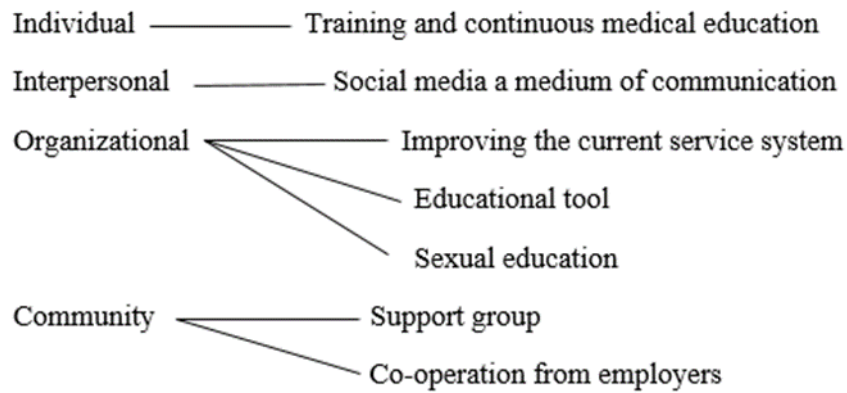 Individual Training and continuous medical education
Interpersonal Social media a medium of communication
Organizational Improving the current service system
Educational tool
Sexual education
Community Support group
Co-operation from employers